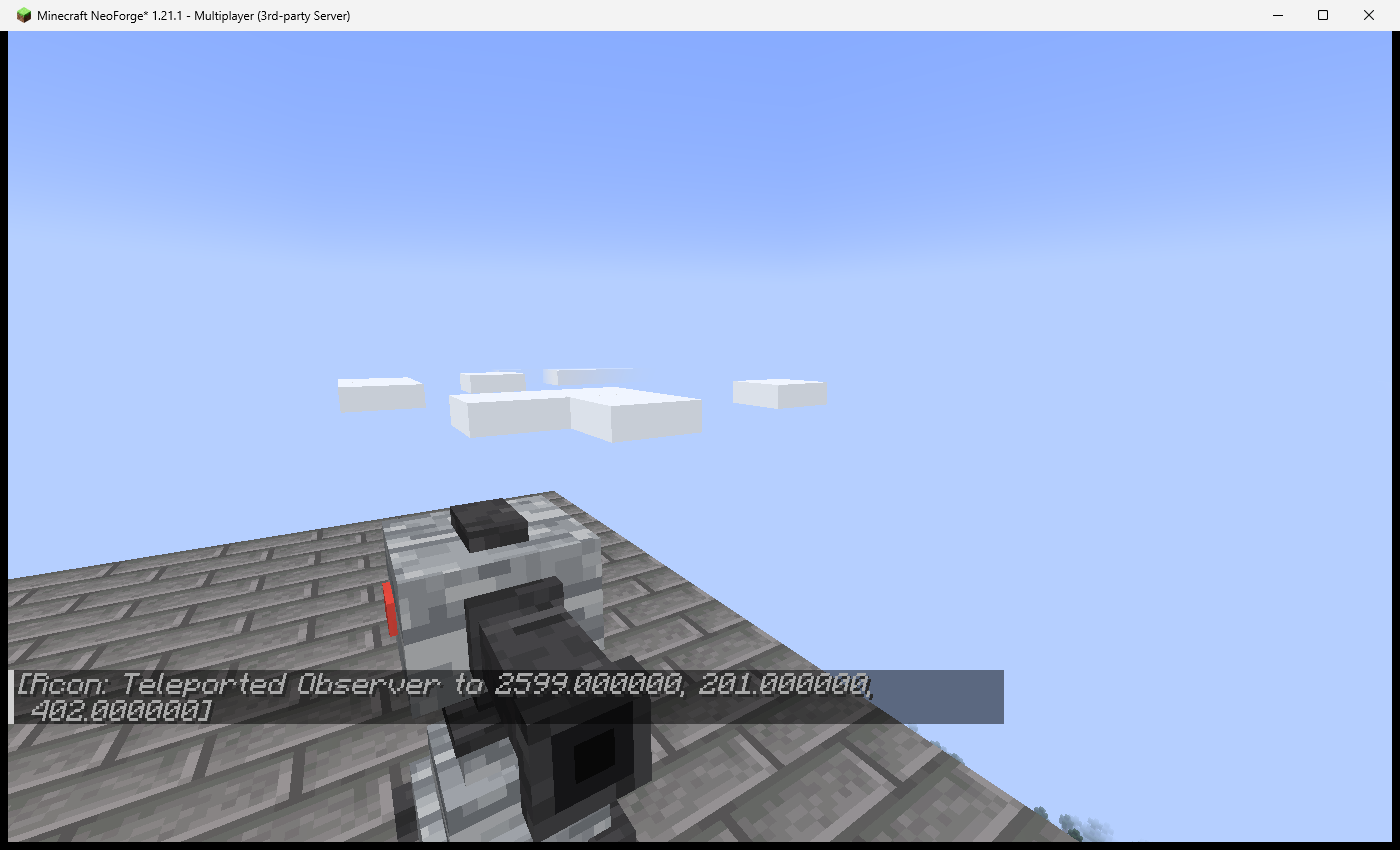 Minecraft NeoForge* 1.21.1 - Multiplayer (3rd-party Server)
[Rcon: Teleported Observer to 2599.000000, 201.000000,
402.000000]